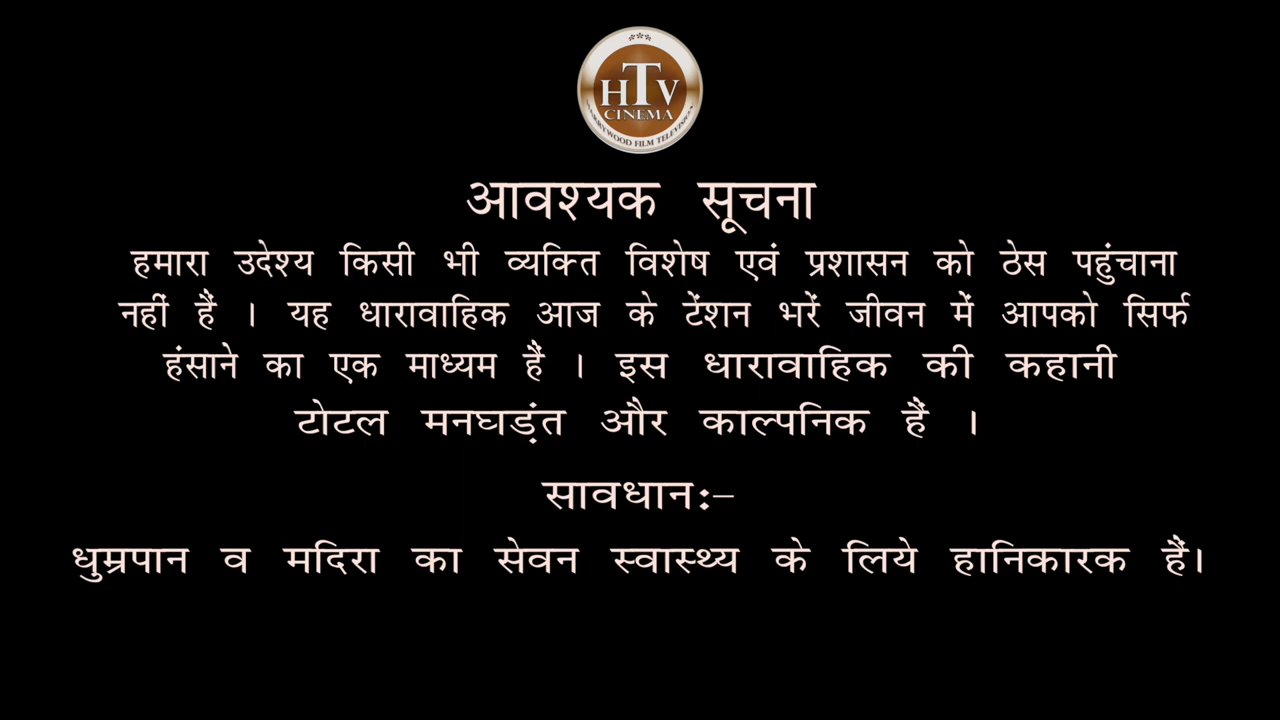 HTV
CINEMA
आवश्यक सूचना
हमारा उदेश्य किसी भी व्यक्ति विशेष एवं प्रशासन को ठेस पहुंचाना
नहीं हैं । यह धारावाहिक आज के टेंशन भरें जीवन में आपको सिर्फ
हंसाने का एक माध्यम हैं । इस धारावाहिक की कहानी
टोटल मनघड़ंत और काल्पनिक हैं ।
सावधान:-
धुम्रपान व मदिरा का सेवन स्वास्थ्य के लिये हानिकारक हैं।